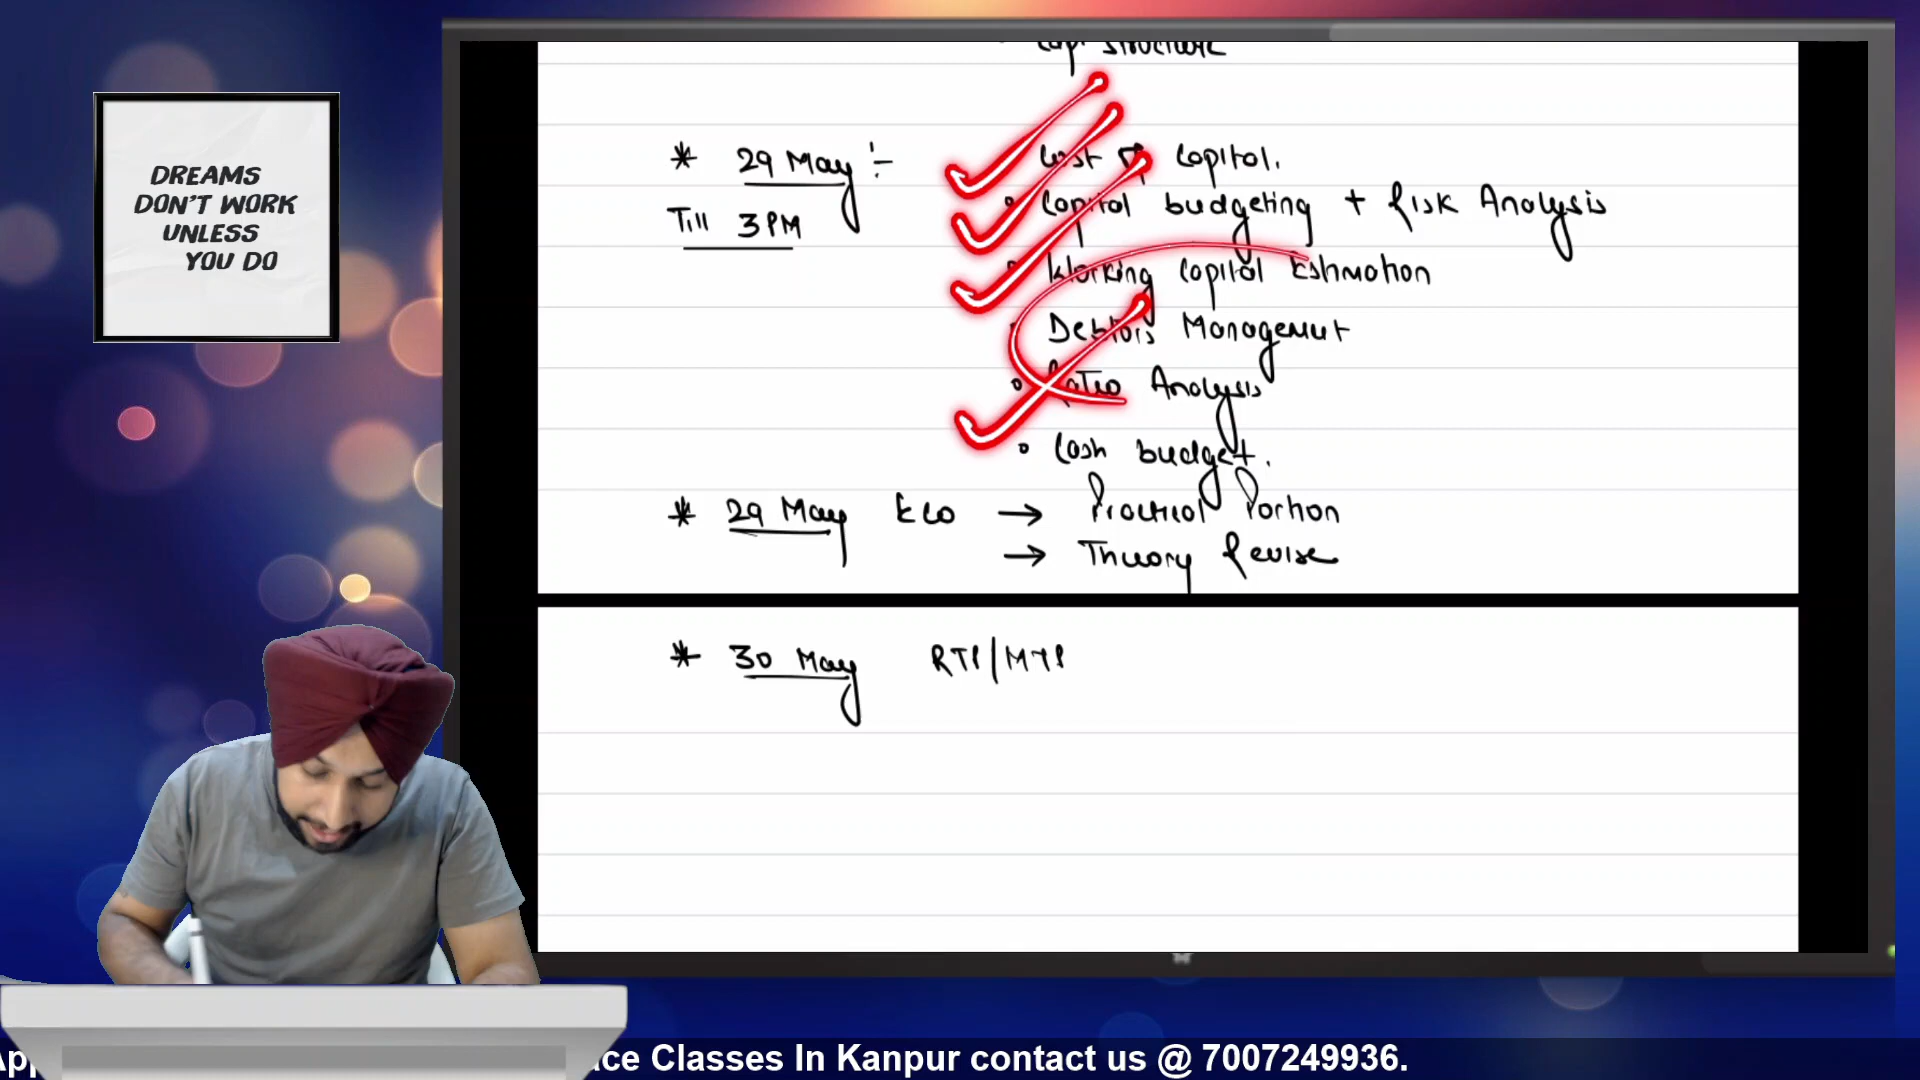 DREAMS
DON'T WORK
UNLESS
YOU DO
Cap. structure
* 29 May :- Cost of Capital.
Till 3PM
• Capital budgeting + Risk Analysis
• Working Capital Estimation
• Debtors Management
• Ratio Analysis
• Cash budget.
* 29 May Eco → Practical Portion
→ Theory Revise
* 30 May RTP/MTP
Classes In Kanpur contact us @ 7007249936.